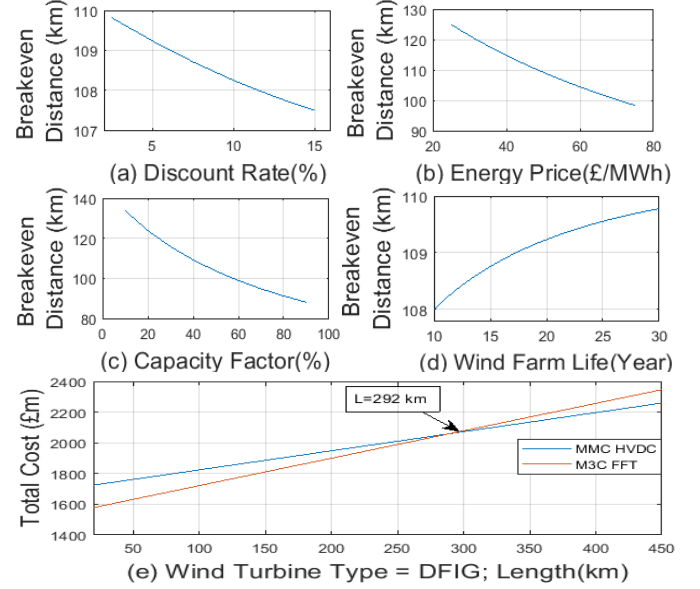 110
109
108
107
Breakeven
Distance (km)
5
10
15
(a) Discount Rate(%)
130
120
110
100
90
Breakeven
Distance (km)
20
40
60
80
(b) Energy Price(£/MWh)
140
120
100
80
Breakeven
Distance (km)
0
20
40
60
80
100
(c) Capacity Factor(%)
110
109
108
Breakeven
Distance (km)
10
15
20
25
30
(d) Wind Farm Life(Year)
2400
2200
2000
1800
1600
1400
Total Cost (£m)
L=292 km
MMC HVDC
M3C FFT
50
100
150
200
250
300
350
400
450
(e) Wind Turbine Type = DFIG; Length(km)